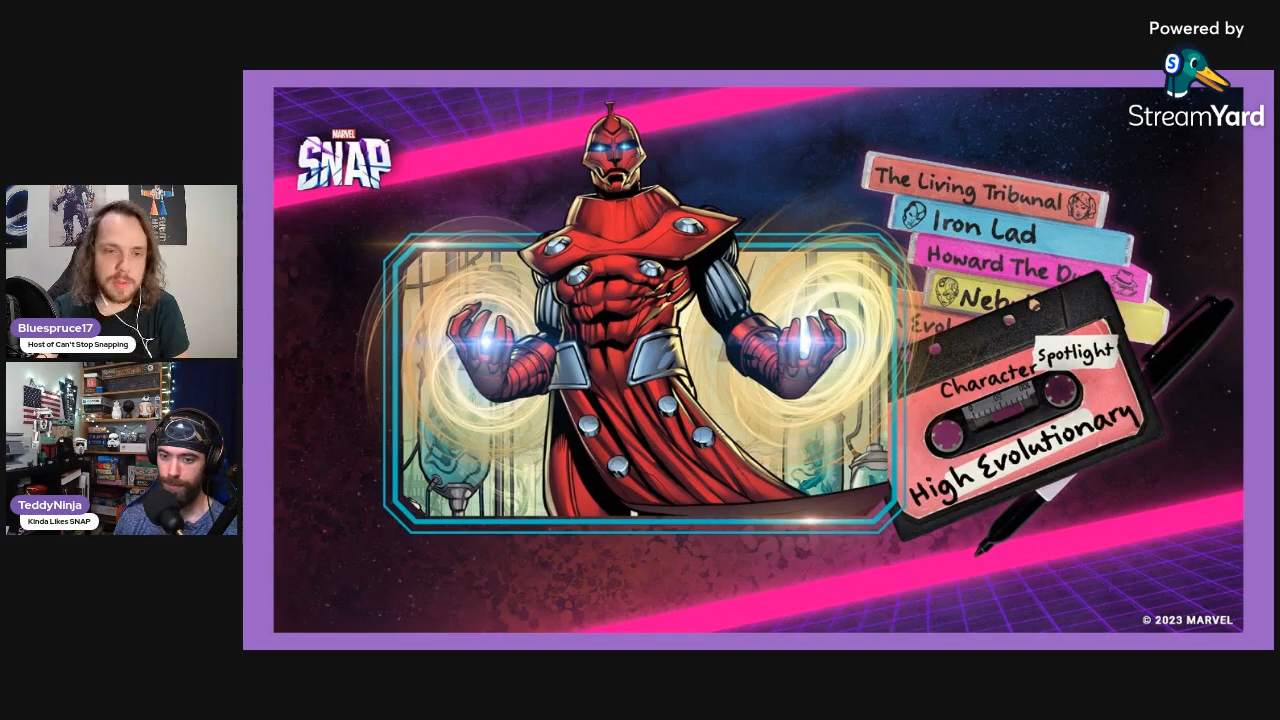 Powered by
StreamYard
MARVEL
SNAP
The Living Tribunal
Iron Lad
Howard The D
Neb
Evol
Spotlight
Character
High Evolutionary
Bluespruce17
Host of Can't Stop Snapping
TeddyNinja
Kinda Likes SNAP
© 2023 MARVEL